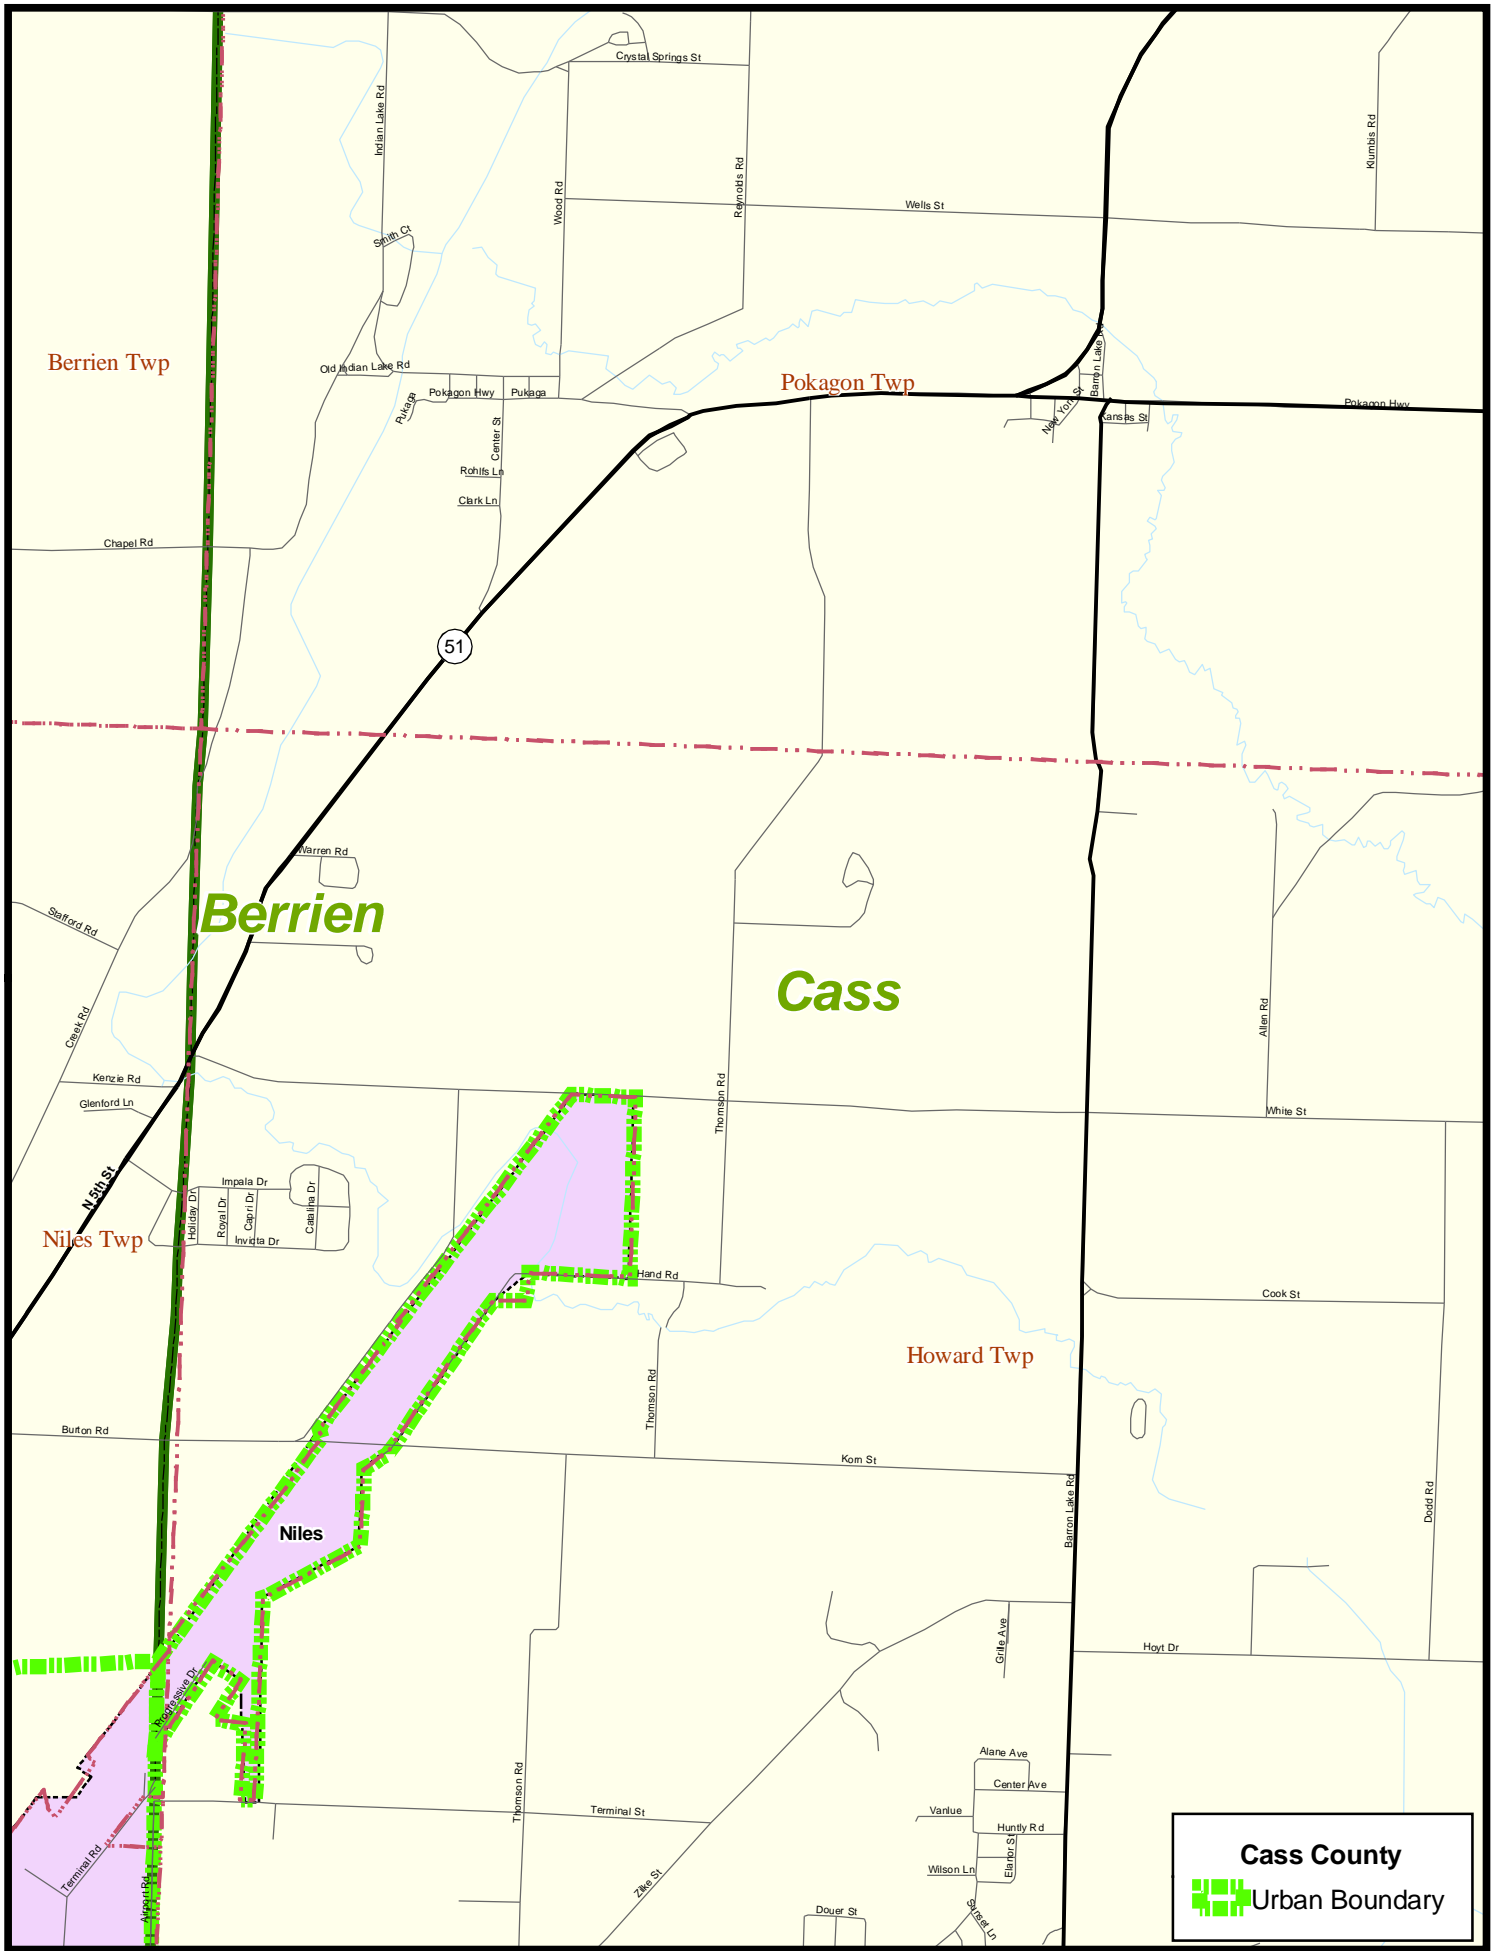 Crystal Springs St
Indian Lake Rd
Klumbis Rd
Reynolds Rd
Wood Rd
Wells St
Smith Ct
Berrien Twp
Old Indian Lake Rd
Pokagon Twp
Barron Lake Rd
Pukaga
Pokagon Hwy
Pukaga
New York St
Kansas St
Pokagon Hwy
Center St
Rohlfs Ln
Clark Ln
Chapel Rd
51
Warren Rd
Berrien
Stafford Rd
Cass
Creek Rd
Allen Rd
Kenzie Rd
Glenford Ln
Thomson Rd
White St
N 5th St
Impala Dr
Holiday Dr
Royal Dr
Capri Dr
Catalina Dr
Invicta Dr
Niles Twp
Hand Rd
Cook St
Howard Twp
Thomson Rd
Burton Rd
Korn St
Barron Lake Rd
Dodd Rd
Niles
Grille Ave
Hoyt Dr
Progressive Dr
Alane Ave
Center Ave
Thomson Rd
Terminal St
Vanlue
Huntly Rd
Elanor St
Wilson Ln
Terminal Rd
Airport Rd
Zilke St
Douer St
Sunset Ln
Cass County
Urban Boundary